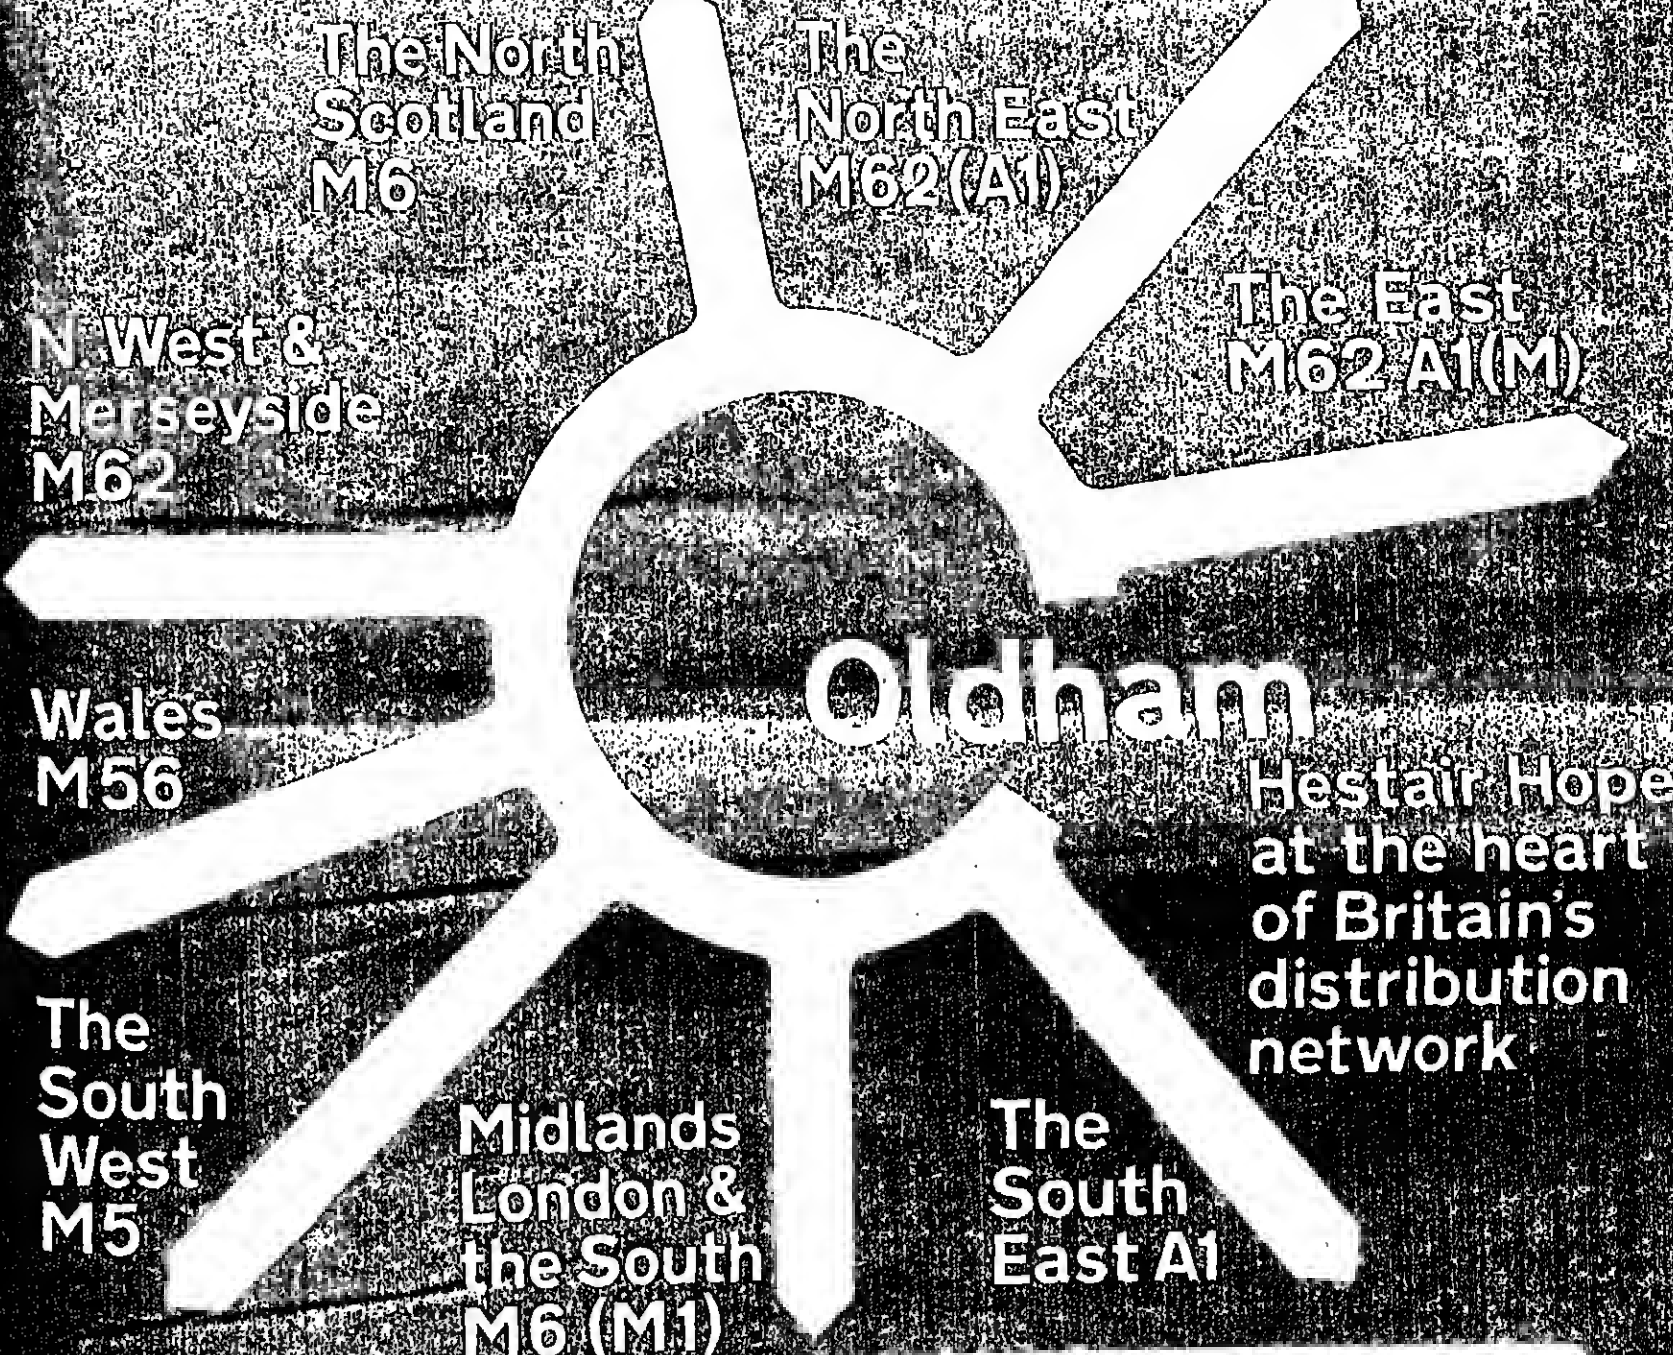 The North
Scotland
M6
The
North East
M62(A1)
The East
M62 A1(M)
N West &
Merseyside
M62
Oldham
Wales
M56
Hestair Hope
at the heart
of Britain's
distribution
network
The
South
West
M5
Midlands
London &
the South
M6 (M1)
The
South
East A1